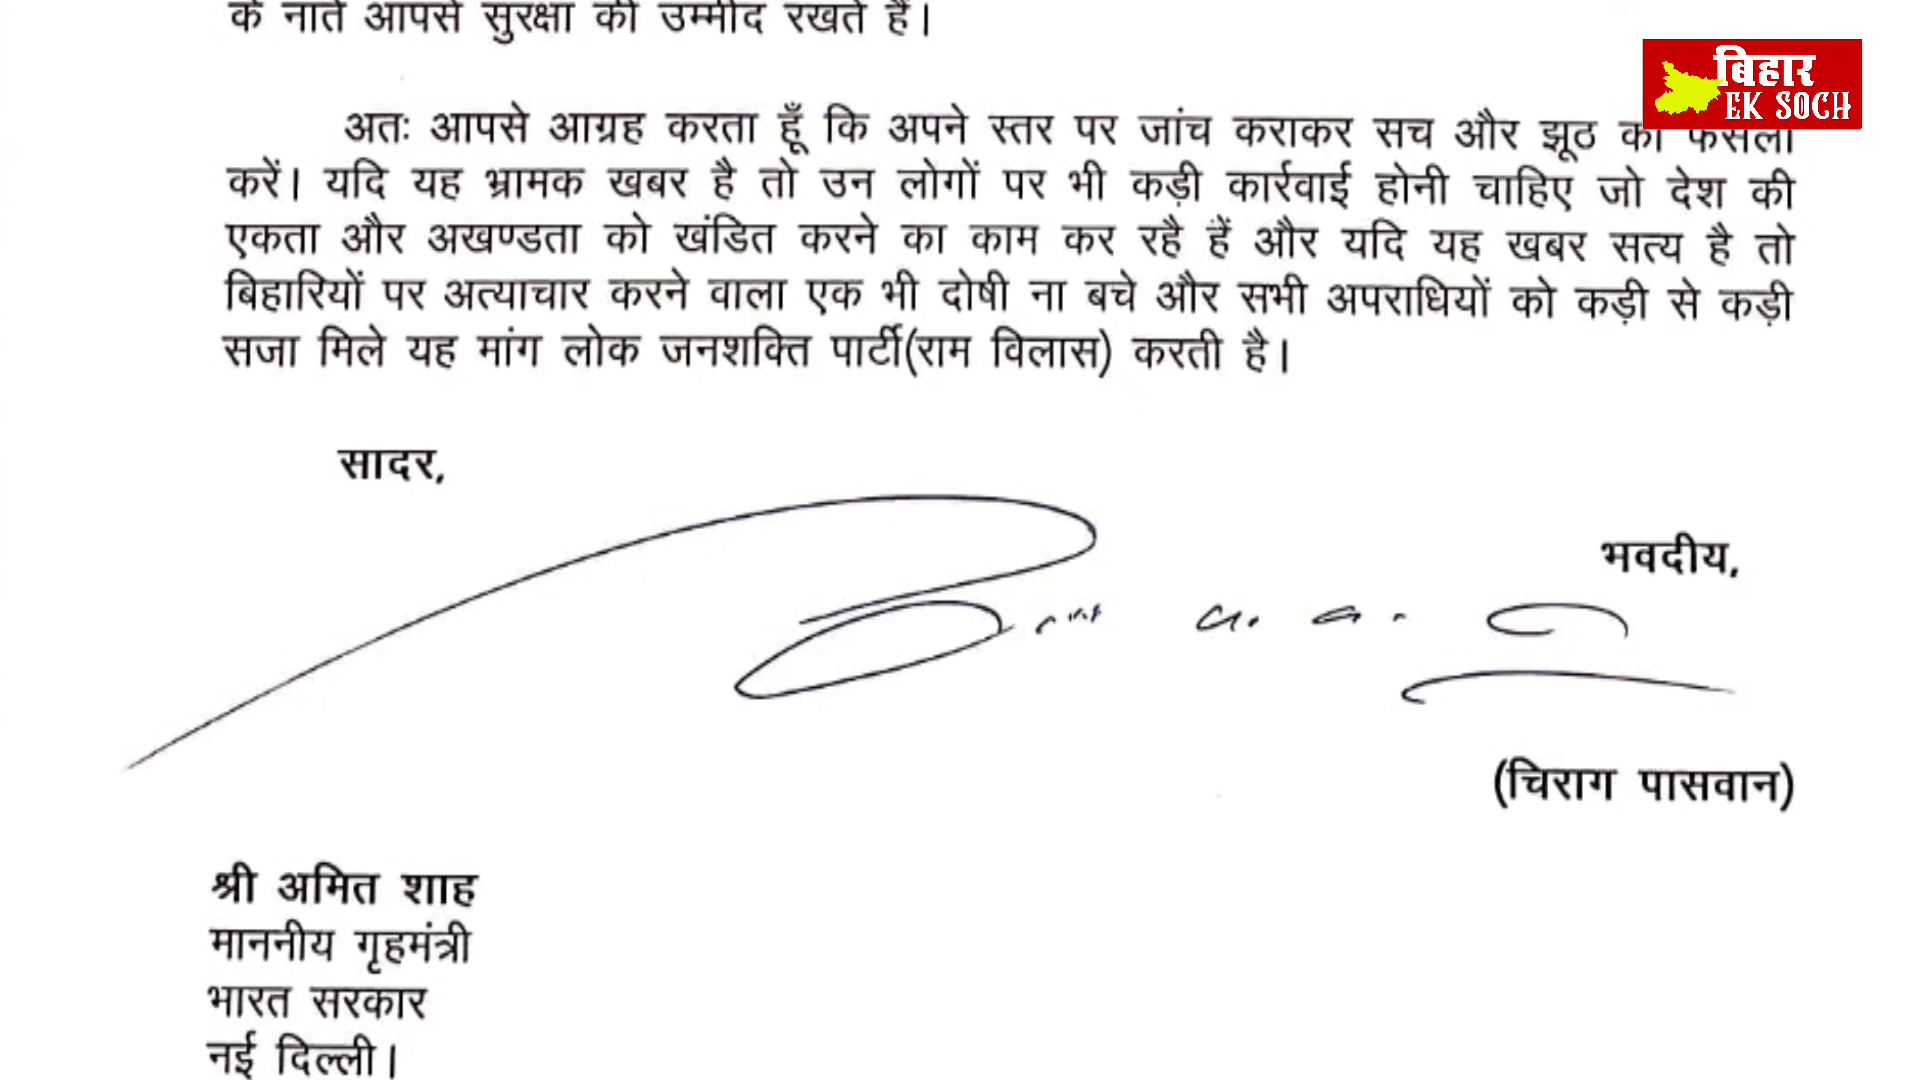 के नाते आपसे सुरक्षा की उम्मीद रखते हैं।
बिहार
EK SOCH
अतः आपसे आग्रह करता हूँ कि अपने स्तर पर जांच कराकर सच और झूठ का फैसला
करें। यदि यह भ्रामक खबर है तो उन लोगों पर भी कड़ी कार्रवाई होनी चाहिए जो देश की
एकता और अखण्डता को खंडित करने का काम कर रहै हैं और यदि यह खबर सत्य है तो
बिहारियों पर अत्याचार करने वाला एक भी दोषी ना बचे और सभी अपराधियों को कड़ी से कड़ी
सजा मिले यह मांग लोक जनशक्ति पार्टी(राम विलास) करती है।
सादर,
भवदीय,
(चिराग पासवान)
श्री अमित शाह
माननीय गृहमंत्री
भारत सरकार
नई दिल्ली।